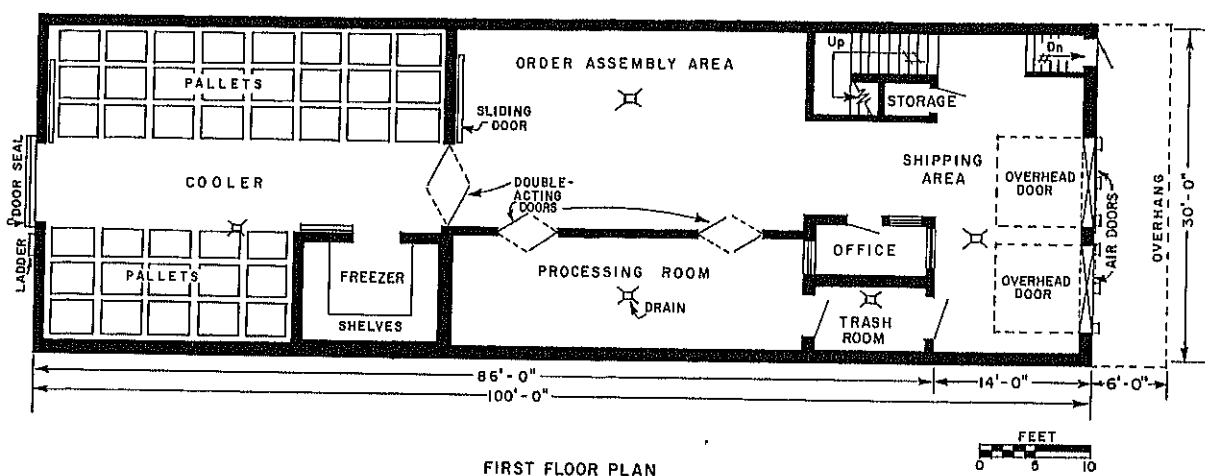 Up
Dn
ORDER ASSEMBLY AREA
PALLETS
STORAGE
SLIDING
DOOR
SHIPPING
AREA
OVERHEAD
DOOR
DOOR SEAL
COOLER
DOUBLE-
ACTING
DOORS
AIR DOORS
OVERHANG
30'-0"
LADDER
PALLETS
FREEZER
PROCESSING ROOM
OFFICE
OVERHEAD
DOOR
DRAIN
SHELVES
TRASH
ROOM
86'-0"
14'-0"
6'-0"
100'-0"
FEET
0 5 10
FIRST FLOOR PLAN